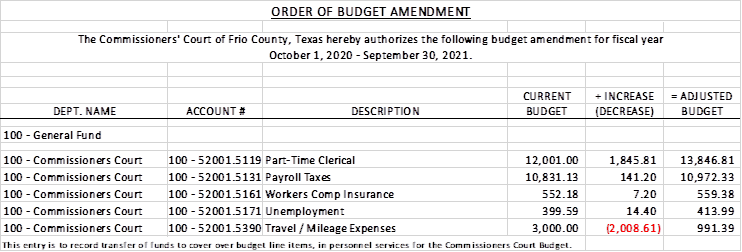 ORDER OF BUDGET AMENDMENT
The Commissioners' Court of Frio County, Texas hereby authorizes the following budget amendment for fiscal year
October 1, 2020 - September 30, 2021.
CURRENT + INCREASE = ADJUSTED
DEPT. NAME ACCOUNT # DESCRIPTION BUDGET (DECREASE) BUDGET
100 - General Fund
100 - Commissioners Court 100 - 52001.5119 Part-Time Clerical 12,001.00 1,845.81 13,846.81
100 - Commissioners Court 100 - 52001.5131 Payroll Taxes 10,831.13 141.20 10,972.33
100 - Commissioners Court 100 - 52001.5161 Workers Comp Insurance 552.18 7.20 559.38
100 - Commissioners Court 100 - 52001.5171 Unemployment 399.59 14.40 413.99
100 - Commissioners Court 100 - 52001.5390 Travel / Mileage Expenses 3,000.00 (2,008.61) 991.39
This entry is to record transfer of funds to cover over budget line items, in personnel services for the Commissioners Court Budget.